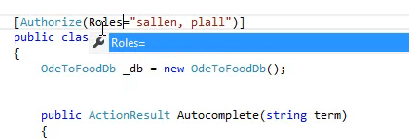 [Authorize(Roles="sallen, plall")]
public clas
Roles=
{
OdeToFoodDb _db = new OdeToFoodDb();
public ActionResult Autocomplete(string term)
{